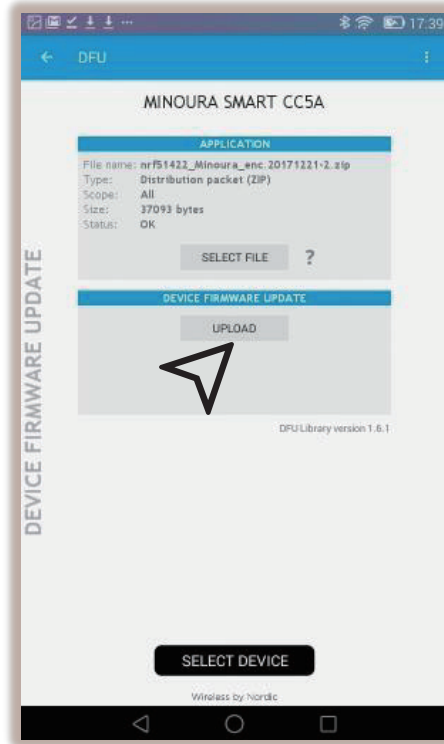 17.39
DFU
MINOURA SMART CC5A
APPLICATION
File name: nrf51422_Minoura_enc.20171221-2.zip
Type: Distribution packet (ZIP)
Scope: All
Size: 37093 bytes
Status: OK
SELECT FILE ?
DEVICE FIRMWARE UPDATE
UPLOAD
DFU Library version 1.6.1
DEVICE FIRMWARE UPDATE
SELECT DEVICE
Wireless by Nordic